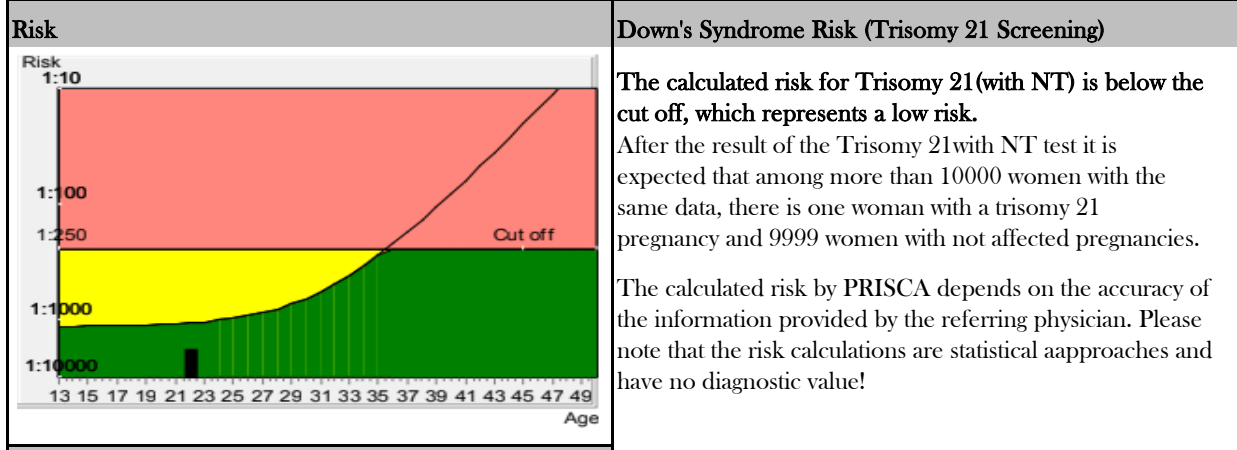 Risk
Down's Syndrome Risk (Trisomy 21 Screening)
Risk
1:10
1:100
1:250
Cut off
1:1000
1:10000
13 15 17 19 21 23 25 27 29 31 33 35 37 39 41 43 45 47 49
Age
The calculated risk for Trisomy 21(with NT) is below the
cut off, which represents a low risk.
After the result of the Trisomy 21with NT test it is
expected that among more than 10000 women with the
same data, there is one woman with a trisomy 21
pregnancy and 9999 women with not affected pregnancies.
The calculated risk by PRISCA depends on the accuracy of
the information provided by the referring physician. Please
note that the risk calculations are statistical aapproaches and
have no diagnostic value!